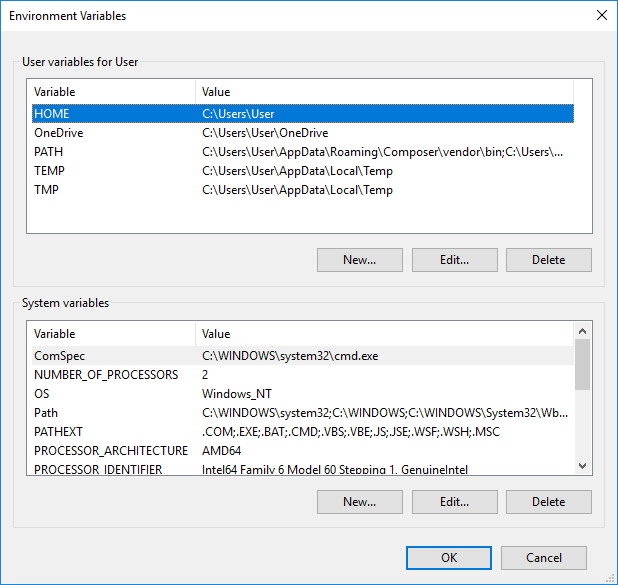 Environment Variables
User variables for User
Variable Value
HOME C:\Users\User
OneDrive C:\Users\User\OneDrive
PATH C:\Users\User\AppData\Roaming\Composer\vendor\bin;C:\Users\...
TEMP C:\Users\User\AppData\Local\Temp
TMP C:\Users\User\AppData\Local\Temp
New... Edit... Delete
System variables
Variable Value
ComSpec C:\WINDOWS\system32\cmd.exe
NUMBER_OF_PROCESSORS 2
OS Windows_NT
Path C:\WINDOWS\system32;C:\WINDOWS;C:\WINDOWS\System32\Wb...
PATHEXT .COM;.EXE;.BAT;.CMD;.VBS;.VBE;.JS;.JSE;.WSF;.WSH;.MSC
PROCESSOR_ARCHITECTURE AMD64
PROCESSOR_IDENTIFIER Intel64 Family 6 Model 60 Stepping 1, GenuineIntel
New... Edit... Delete
OK Cancel